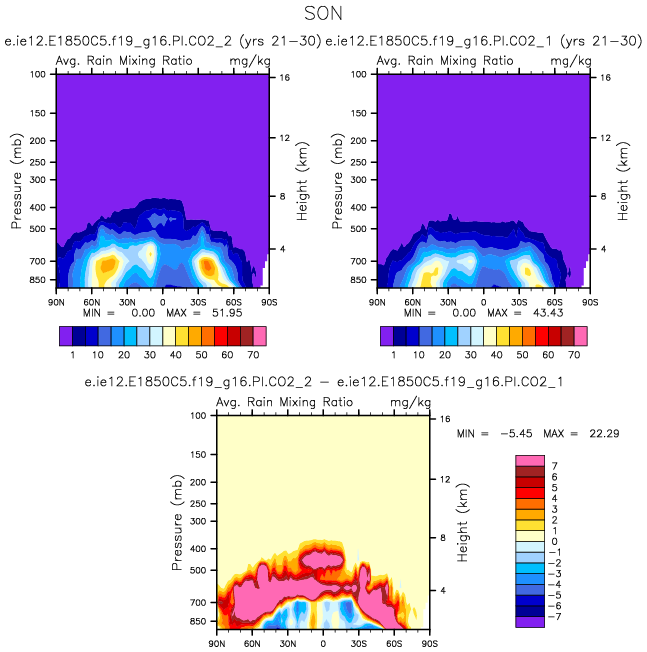 SON
e.ie12.E1850C5.f19_g16.PI.CO2_2 (yrs 21-30) e.ie12.E1850C5.f19_g16.PI.CO2_1 (yrs 21-30)
Avg. Rain Mixing Ratio mg/kg
Pressure (mb)
100
150
200
250
300
400
500
700
850
16
12
8
4
Height (km)
90N 60N 30N 0 30S 60S 90S
MIN = 0.00 MAX = 51.95
1 10 20 30 40 50 60 70
Avg. Rain Mixing Ratio mg/kg
Pressure (mb)
100
150
200
250
300
400
500
700
850
16
12
8
4
Height (km)
90N 60N 30N 0 30S 60S 90S
MIN = 0.00 MAX = 43.43
1 10 20 30 40 50 60 70
e.ie12.E1850C5.f19_g16.PI.CO2_2 - e.ie12.E1850C5.f19_g16.PI.CO2_1
Avg. Rain Mixing Ratio mg/kg
Pressure (mb)
100
150
200
250
300
400
500
700
850
16
12
8
4
Height (km)
90N 60N 30N 0 30S 60S 90S
MIN = -5.45 MAX = 22.29
7
6
5
4
3
2
1
0
-1
-2
-3
-4
-5
-6
-7